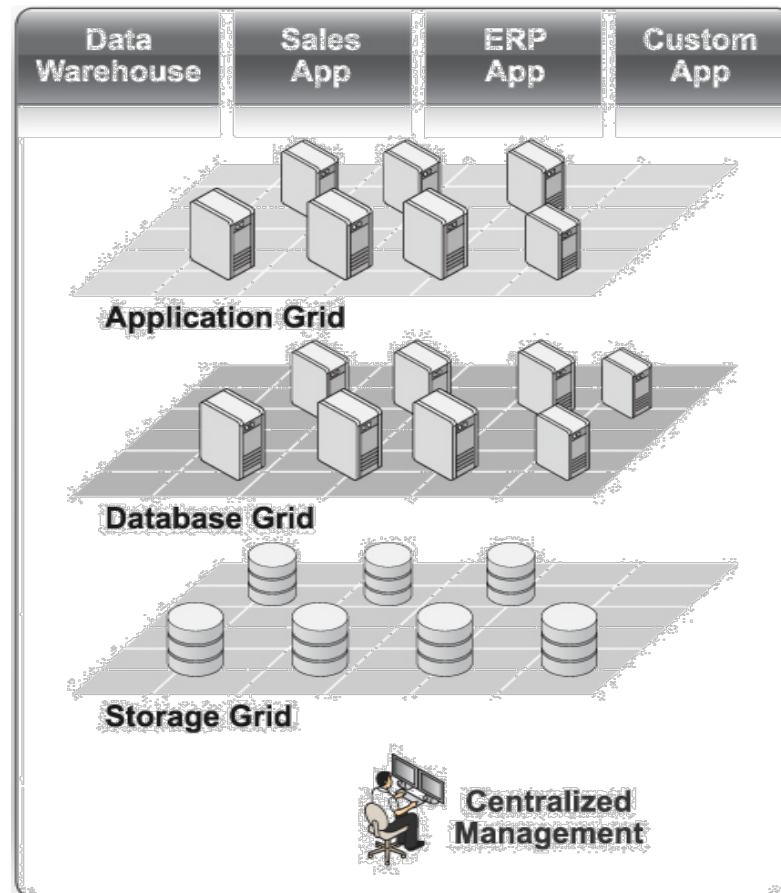 Data
Warehouse
Sales
App
ERP
App
Custom
App
Application Grid
Database Grid
Storage Grid
Centralized
Management